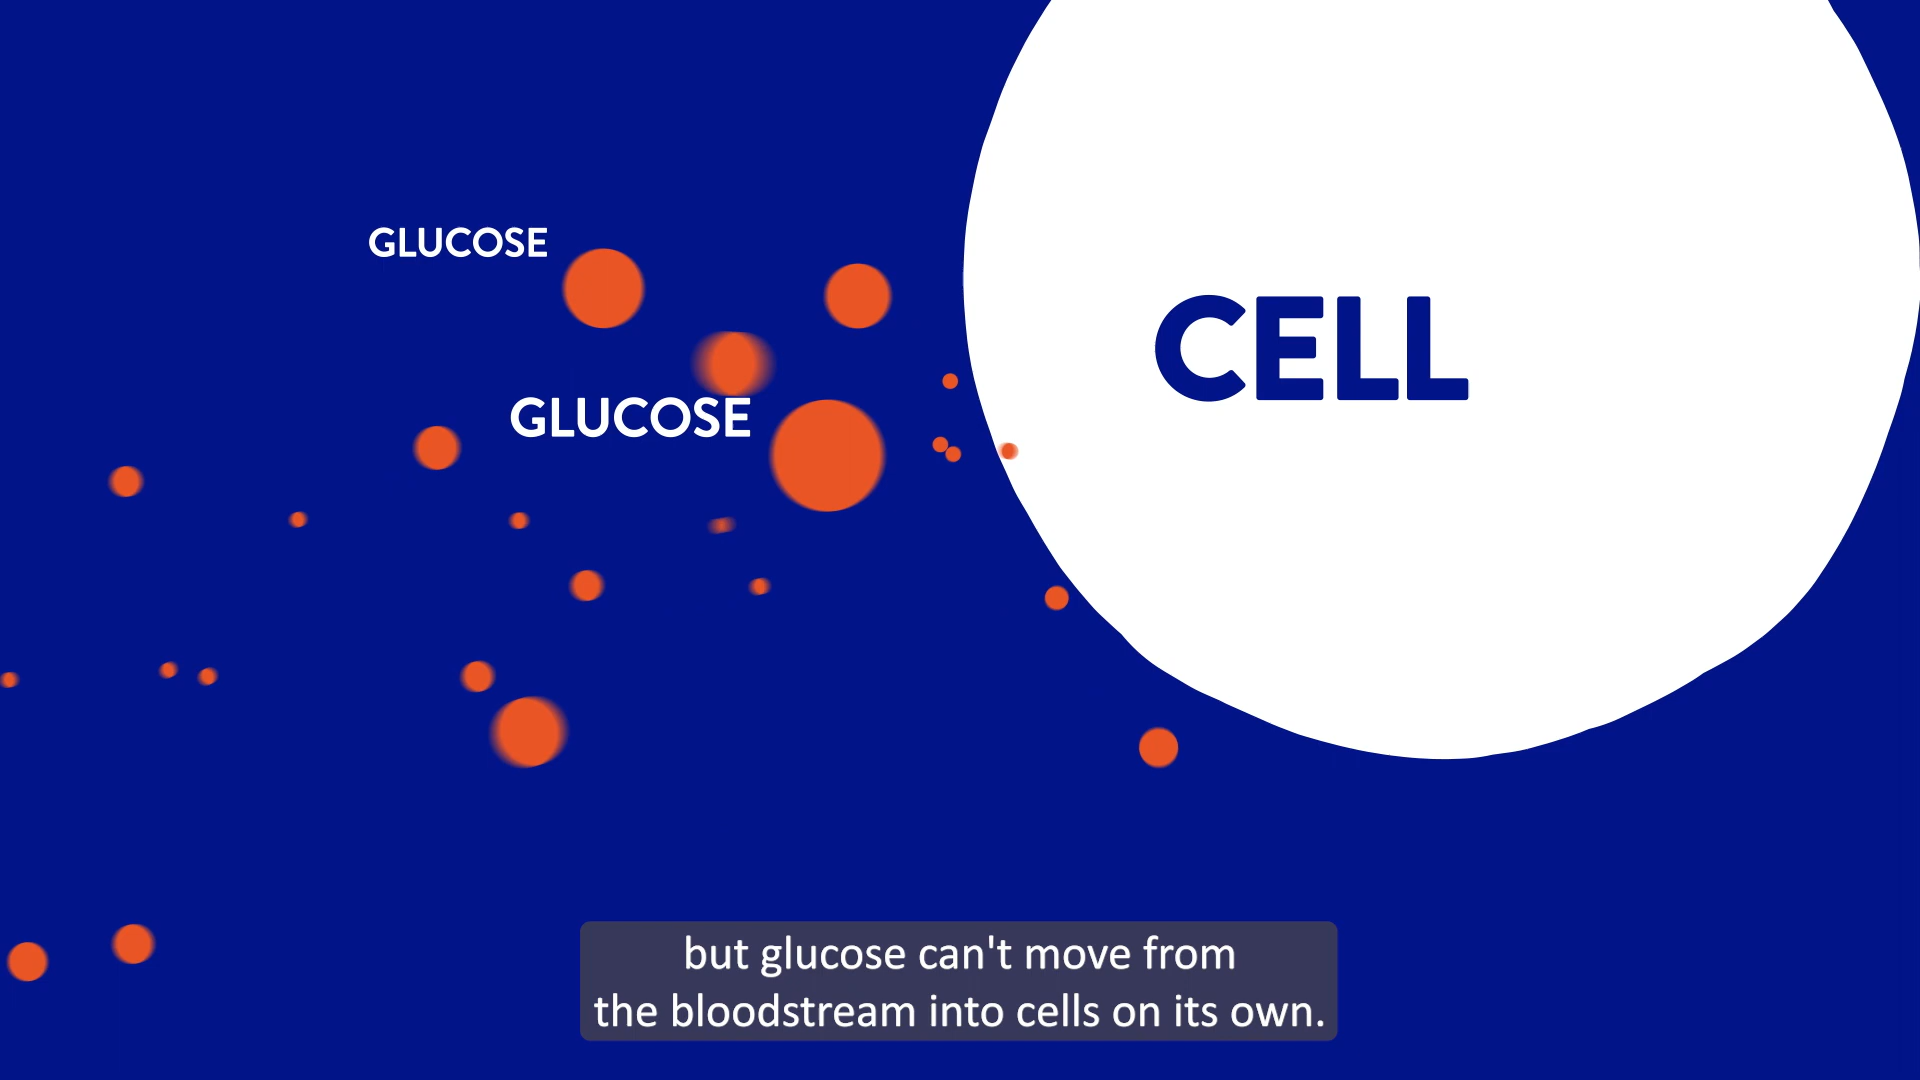 GLUCOSE
GLUCOSE
CELL
but glucose can't move from
the bloodstream into cells on its own.